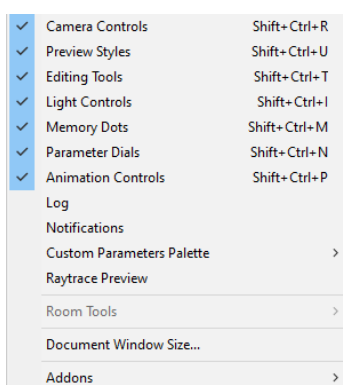 Camera Controls Shift+Ctrl+R
Preview Styles Shift+Ctrl+U
Editing Tools Shift+Ctrl+T
Light Controls Shift+Ctrl+I
Memory Dots Shift+Ctrl+M
Parameter Dials Shift+Ctrl+N
Animation Controls Shift+Ctrl+P
Log
Notifications
Custom Parameters Palette
Raytrace Preview
Room Tools
Document Window Size...
Addons